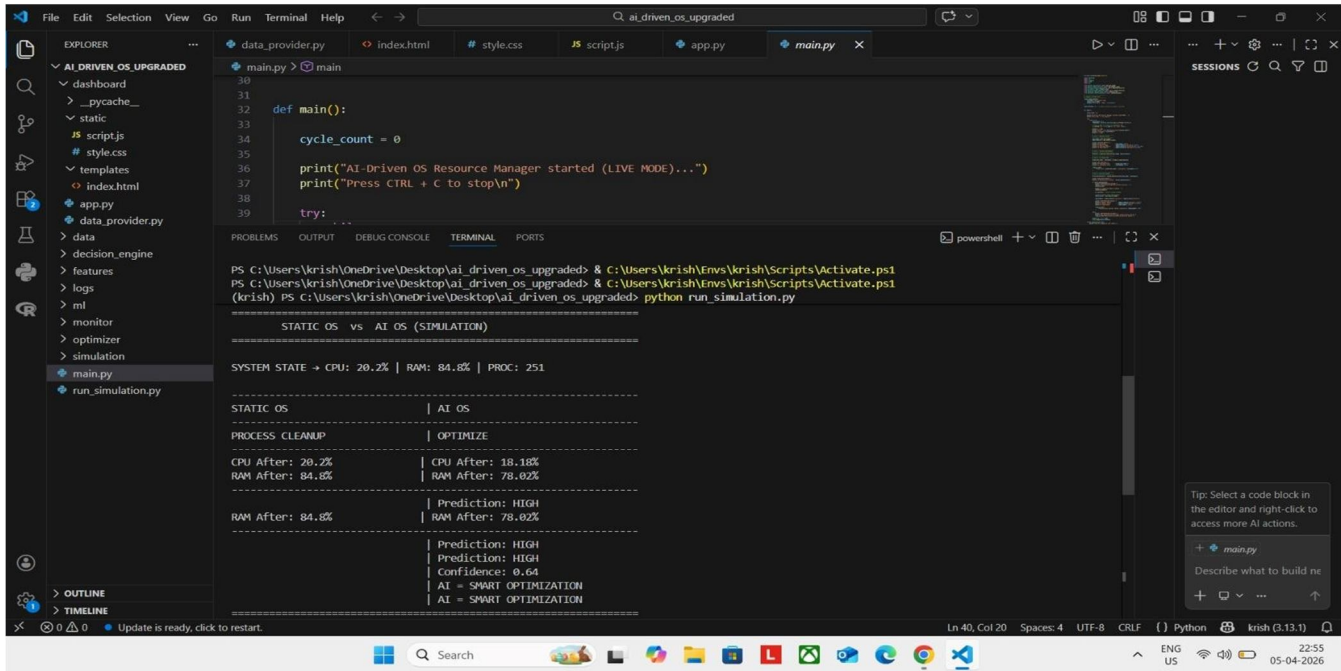 File Edit Selection View Go Run Terminal Help
ai_driven_os_upgraded
EXPLORER
data_provider.py
index.html
style.css
JS script.js
app.py
main.py
SESSIONS
AI_DRIVEN_OS_UPGRADED
main.py > main
dashboard
__pycache__
static
JS script.js
# style.css
templates
index.html
app.py
data_provider.py
data
decision_engine
features
logs
ml
monitor
optimizer
simulation
main.py
run_simulation.py
OUTLINE
TIMELINE
30
31
32 def main():
33
34 cycle_count = 0
35
36 print("AI-Driven OS Resource Manager started (LIVE MODE)...")
37 print("Press CTRL + C to stop\n")
38
39 try:
PROBLEMS OUTPUT DEBUG CONSOLE TERMINAL PORTS
powershell
PS C:\Users\krish\OneDrive\Desktop\ai_driven_os_upgraded> & C:\Users\krish\Envs\krish\Scripts\Activate.ps1
PS C:\Users\krish\OneDrive\Desktop\ai_driven_os_upgraded> & C:\Users\krish\Envs\krish\Scripts\Activate.ps1
(krish) PS C:\Users\krish\OneDrive\Desktop\ai_driven_os_upgraded> python run_simulation.py
STATIC OS vs AI OS (SIMULATION)
SYSTEM STATE → CPU: 20.2% | RAM: 84.8% | PROC: 251
STATIC OS | AI OS
PROCESS CLEANUP | OPTIMIZE
CPU After: 20.2% | CPU After: 18.18%
RAM After: 84.8% | RAM After: 78.02%
| Prediction: HIGH
RAM After: 84.8% | RAM After: 78.02%
| Prediction: HIGH
| Prediction: HIGH
| Confidence: 0.64
| AI = SMART OPTIMIZATION
| AI = SMART OPTIMIZATION
Tip: Select a code block in
the editor and right-click to
access more AI actions.
+ main.py
Describe what to build ne
0 0 Update is ready, click to restart.
Ln 40, Col 20 Spaces: 4 UTF-8 CRLF { } Python krish (3.13.1)
Search
ENG
US
22:55
05-04-2026